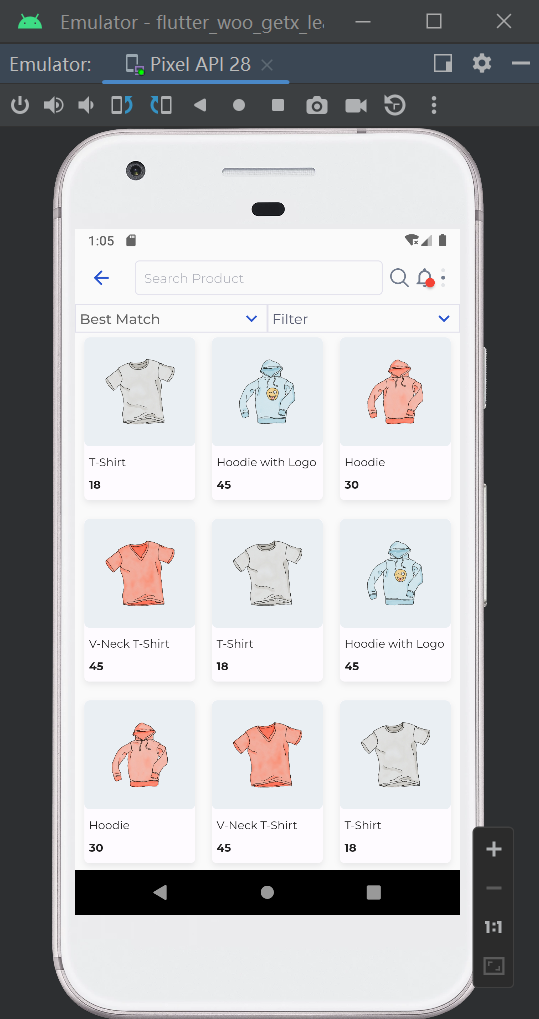 Emulator - flutter_woo_getx_le
Emulator: Pixel API 28
1:05
Search Product
Best Match Filter
T-Shirt Hoodie with Logo Hoodie
18 45 30
V-Neck T-Shirt T-Shirt Hoodie with Logo
45 18 45
Hoodie V-Neck T-Shirt T-Shirt
30 45 18
1:1